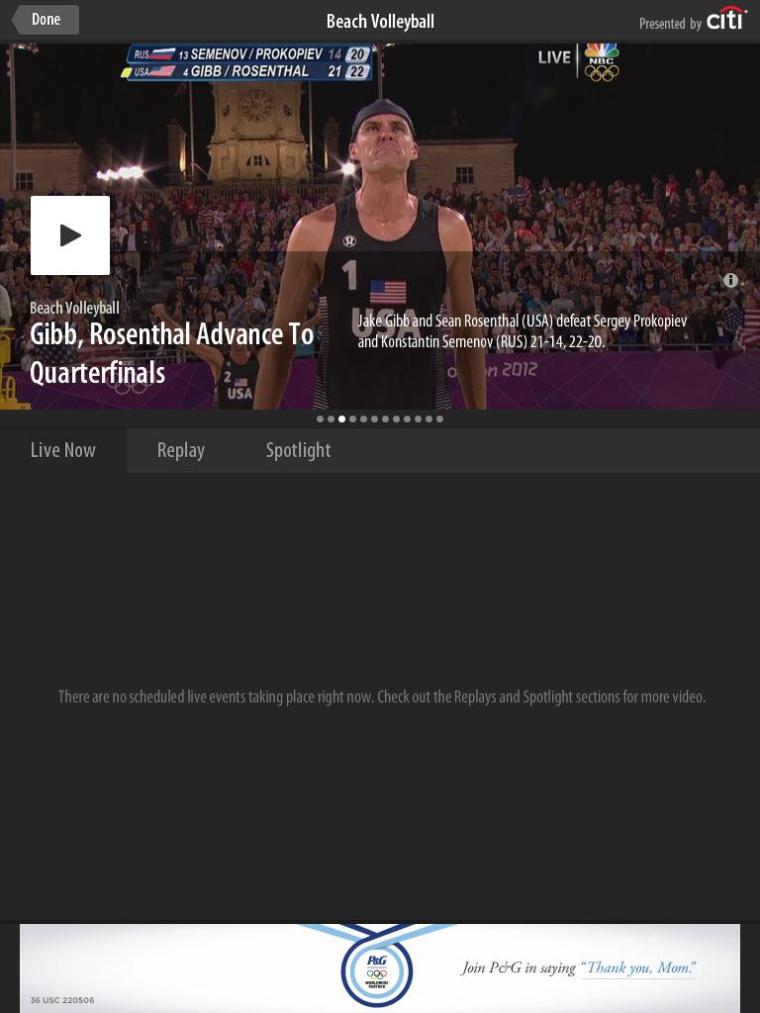 Done
Beach Volleyball
Presented by citi
RUS 13 SEMENOV / PROKOPIEV 14 20
USA 4 GIBB / ROSENTHAL 21 22
LIVE
NBC
1
USA
2
USA
Beach Volleyball
Gibb, Rosenthal Advance To
Quarterfinals
Jake Gibb and Sean Rosenthal (USA) defeat Sergey Prokopiev
and Konstantin Semenov (RUS) 21-14, 22-20.
2012
Live Now
Replay
Spotlight
There are no scheduled live events taking place right now. Check out the Replays and Spotlight sections for more video.
P&G
WORLDWIDE
PARTNER
Join P&G in saying "Thank you, Mom."
36 USC 220506